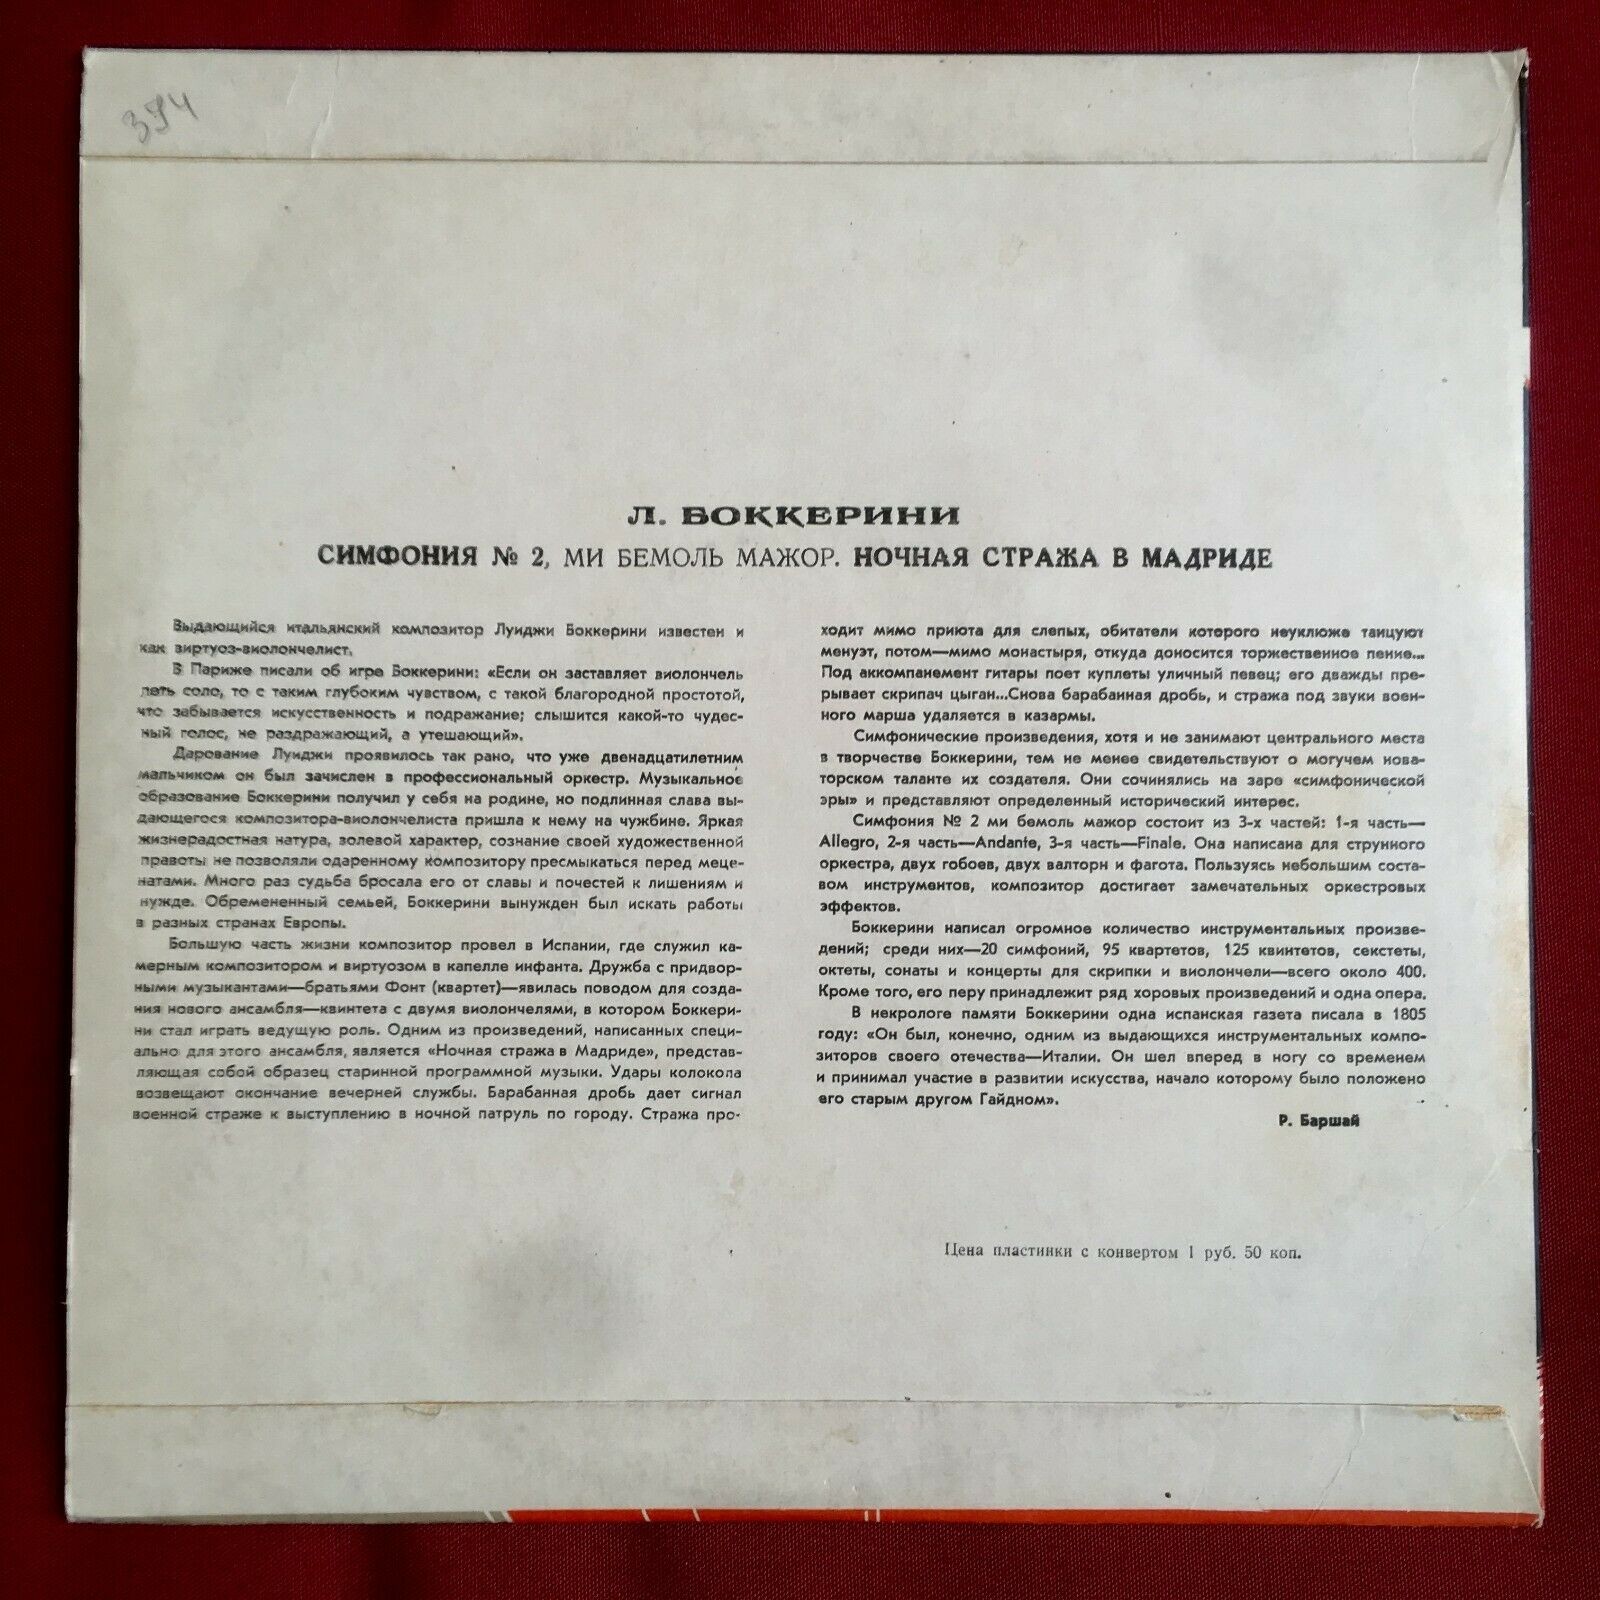 394
Л. БОККЕРИНИ
СИМФОНИЯ № 2, МИ БЕМОЛЬ МАЖОР. НОЧНАЯ СТРАЖА В МАДРИДЕ
Выдающийся итальянский композитор Луиджи Боккерини известен и
как виртуоз-виолончелист.
В Париже писали об игре Боккерини: «Если он заставляет виолончель
петь соло, то с таким глубоким чувством, с такой благородной простотой,
что забывается искусственность и подражание; слышится какой-то чудес-
ный голос, не раздражающий, а утешающий».
Дарование Луиджи проявилось так рано, что уже двенадцатилетним
мальчиком он был зачислен в профессиональный оркестр. Музыкальное
образование Боккерини получил у себя на родине, но подлинная слава вы-
дающегося композитора-виолончелиста пришла к нему на чужбине. Яркая
жизнерадостная натура, золевой характер, сознание своей художественной
правоты не позволяли одаренному композитору пресмыкаться перед меце-
натами. Много раз судьба бросала его от славы и почестей к лишениям и
нужде. Обремененный семьей, Боккерини вынужден был искать работы
в разных странах Европы.
Большую часть жизни композитор провел в Испании, где служил ка-
мерным композитором и виртуозом в капелле инфанта. Дружба с придвор-
ными музыкантами—братьями Фонт (квартет)—явилась поводом для созда-
ния нового ансамбля—квинтета с двумя виолончелями, в котором Боккери-
ни стал играть ведущую роль. Одним из произведений, написанных специ-
ально для этого ансамбля, является «Ночная стража в Мадриде», представ-
ляющая собой образец старинной программной музыки. Удары колокола
возвещают окончание вечерней службы. Барабанная дробь дает сигнал
военной страже к выступлению в ночной патруль по городу. Стража про-
ходит мимо приюта для слепых, обитатели которого неуклюже танцуют
менуэт, потом—мимо монастыря, откуда доносится торжественное пение...
Под аккомпанемент гитары поет куплеты уличный певец; его дважды пре-
рывает скрипач цыган...Снова барабанная дробь, и стража под звуки воен-
ного марша удаляется в казармы.
Симфонические произведения, хотя и не занимают центрального места
в творчестве Боккерини, тем не менее свидетельствуют о могучем нова-
торском таланте их создателя. Они сочинялись на заре «симфонической
эры» и представляют определенный исторический интерес.
Симфония № 2 ми бемоль мажор состоит из 3-х частей: 1-я часть—
Allegro, 2-я часть—Andante, 3-я часть—Finale. Она написана для струнного
оркестра, двух гобоев, двух валторн и фагота. Пользуясь небольшим соста-
вом инструментов, композитор достигает замечательных оркестровых
эффектов.
Боккерини написал огромное количество инструментальных произве-
дений; среди них—20 симфоний, 95 квартетов, 125 квинтетов, секстеты,
октеты, сонаты и концерты для скрипки и виолончели—всего около 400.
Кроме того, его перу принадлежит ряд хоровых произведений и одна опера.
В некрологе памяти Боккерини одна испанская газета писала в 1805
году: «Он был, конечно, одним из выдающихся инструментальных компо-
зиторов своего отечества—Италии. Он шел вперед в ногу со временем
и принимал участие в развитии искусства, начало которому было положено
его старым другом Гайдном».
Р. Баршай
Цена пластинки с конвертом 1 руб. 50 коп.